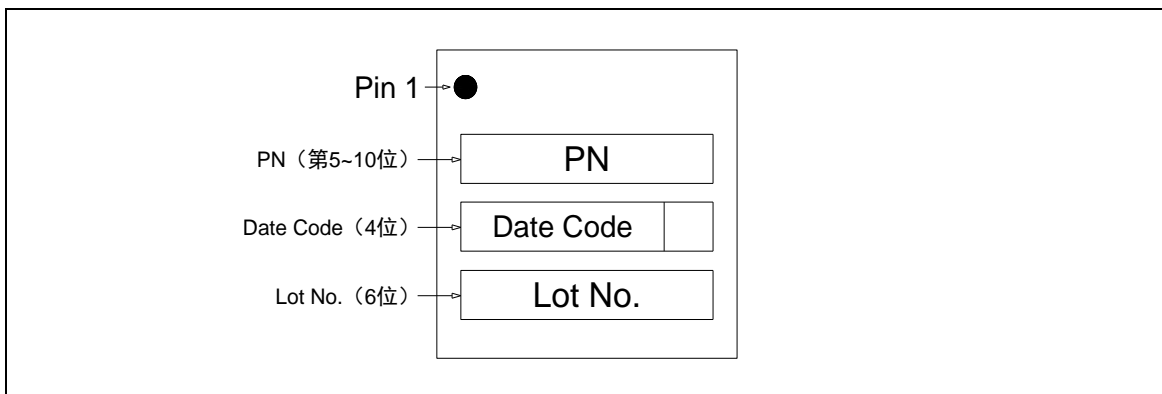 Pin 1
PN（第5~10位） PN
Date Code（4位） Date Code
Lot No.（6位） Lot No.